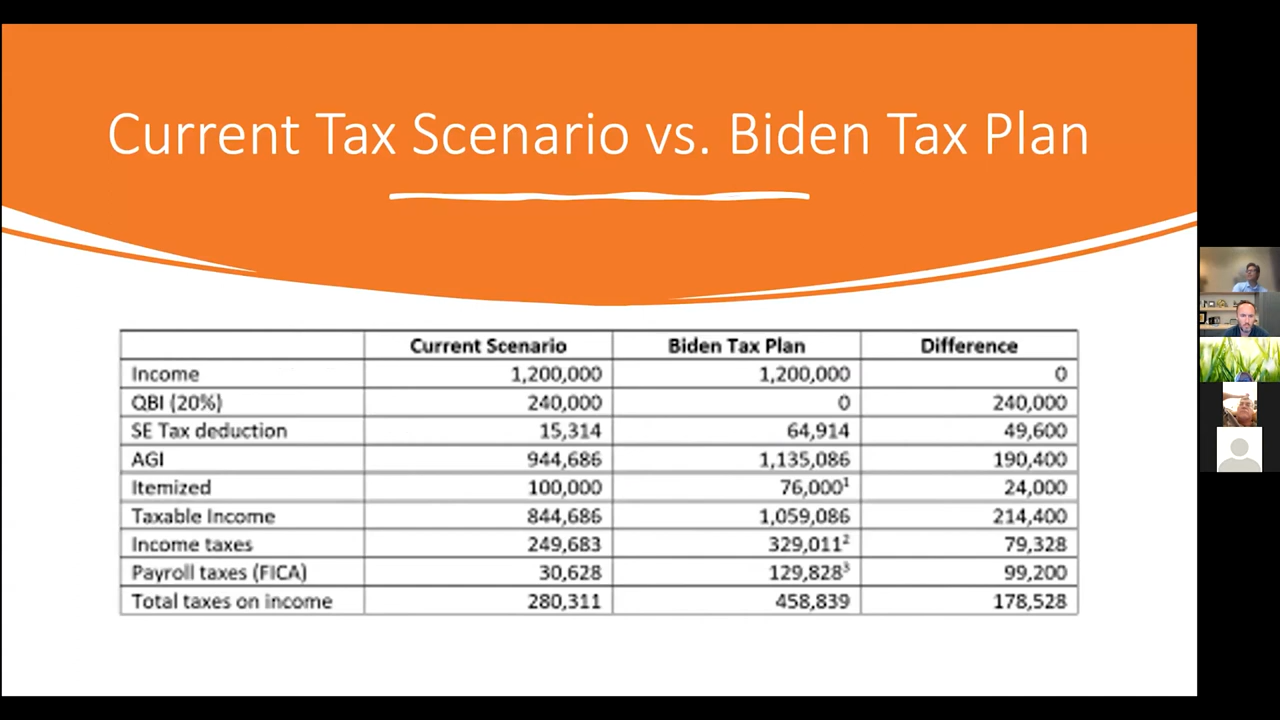 Current Tax Scenario vs. Biden Tax Plan
Current Scenario Biden Tax Plan Difference
Income 1,200,000 1,200,000 0
QBI (20%) 240,000 0 240,000
SE Tax deduction 15,314 64,914 49,600
AGI 944,686 1,135,086 190,400
Itemized 100,000 76,000¹ 24,000
Taxable Income 844,686 1,059,086 214,400
Income taxes 249,683 329,011² 79,328
Payroll taxes (FICA) 30,628 129,828³ 99,200
Total taxes on income 280,311 458,839 178,528